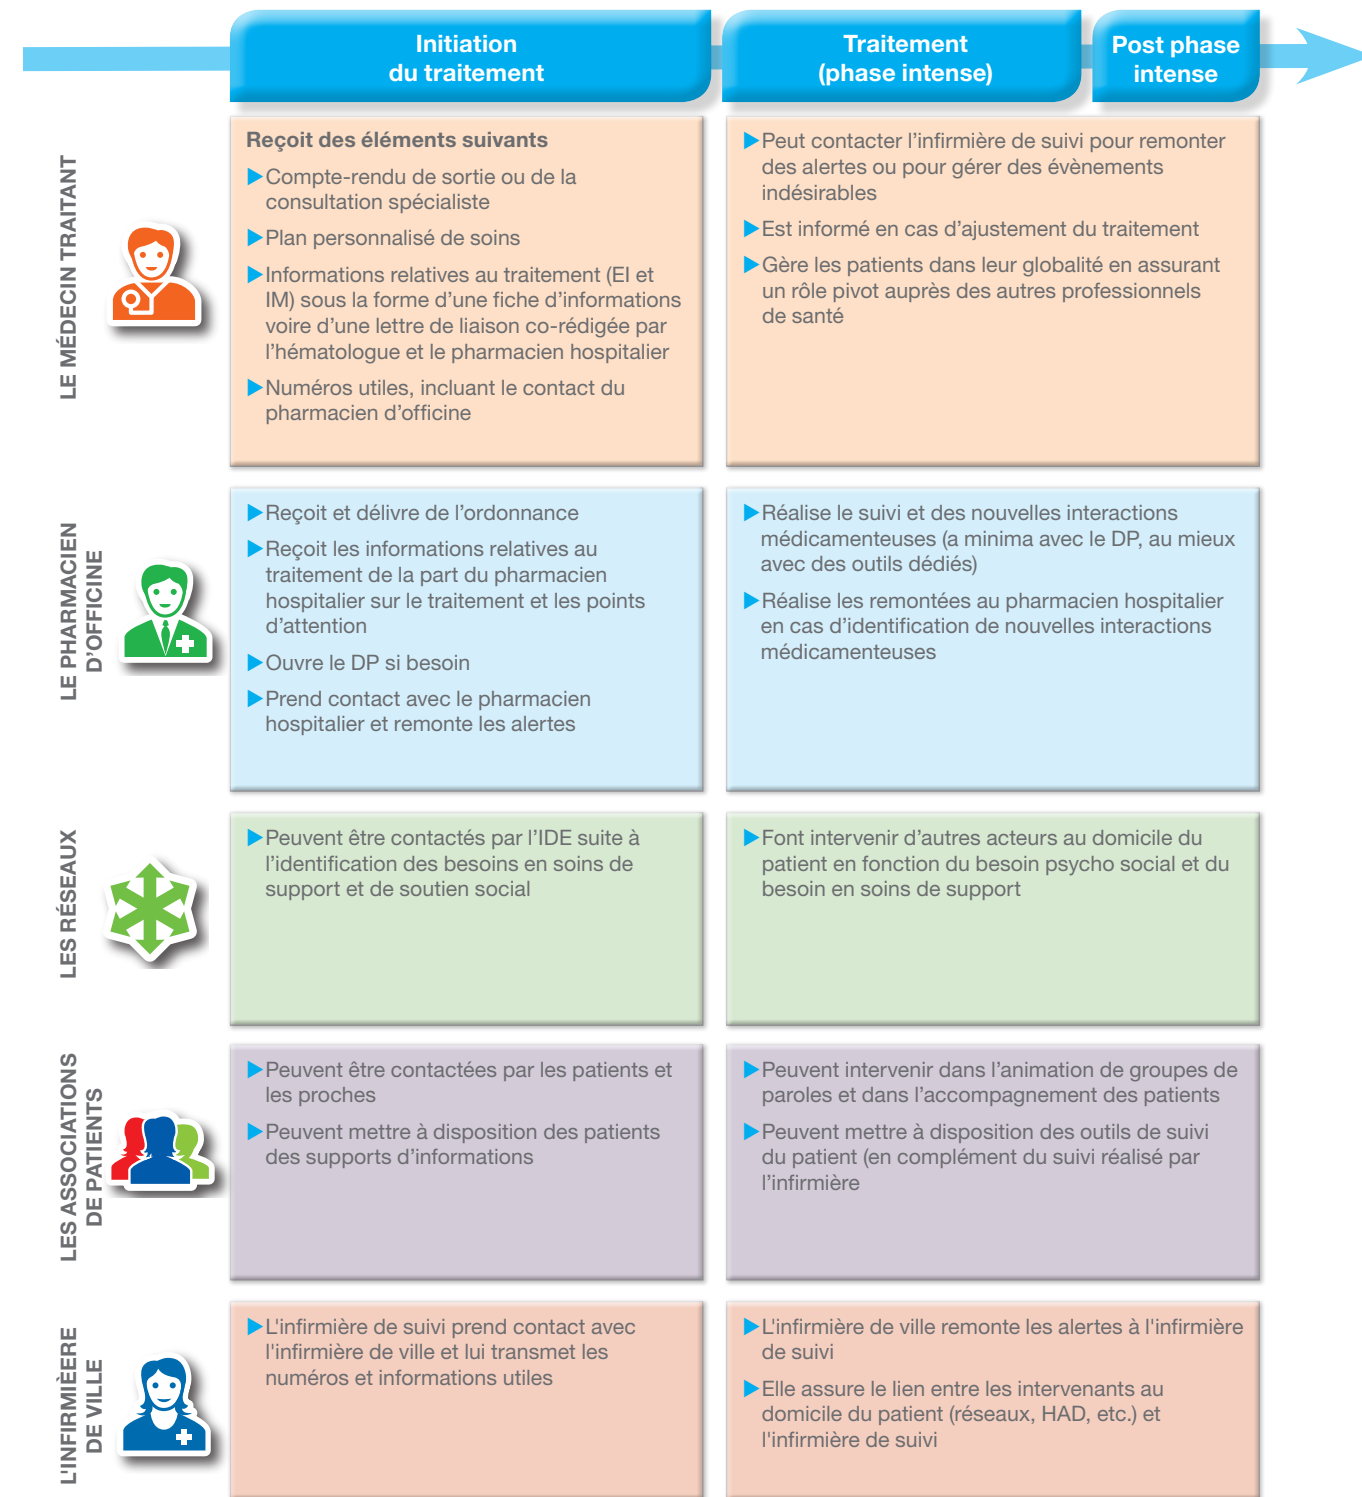 Initiation
du traitement
Traitement
(phase intense)
Post phase
intense
LE MÉDECIN TRAITANT
Reçoit des éléments suivants
▶Compte-rendu de sortie ou de la
consultation spécialiste
▶Plan personnalisé de soins
▶Informations relatives au traitement (EI et
IM) sous la forme d’une fiche d’informations
voire d’une lettre de liaison co-rédigée par
l’hématologue et le pharmacien hospitalier
▶Numéros utiles, incluant le contact du
pharmacien d’officine
▶Peut contacter l’infirmière de suivi pour remonter
des alertes ou pour gérer des évènements
indésirables
▶Est informé en cas d’ajustement du traitement
▶Gère les patients dans leur globalité en assurant
un rôle pivot auprès des autres professionnels
de santé
LE PHARMACIEN
D’OFFICINE
▶Reçoit et délivre de l’ordonnance
▶Reçoit les informations relatives au
traitement de la part du pharmacien
hospitalier sur le traitement et les points
d’attention
▶Ouvre le DP si besoin
▶Prend contact avec le pharmacien
hospitalier et remonte les alertes
▶Réalise le suivi et des nouvelles interactions
médicamenteuses (a minima avec le DP, au mieux
avec des outils dédiés)
▶Réalise les remontées au pharmacien hospitalier
en cas d’identification de nouvelles interactions
médicamenteuses
LES RÉSEAUX
▶Peuvent être contactés par l’IDE suite à
l’identification des besoins en soins de
support et de soutien social
▶Font intervenir d’autres acteurs au domicile du
patient en fonction du besoin psycho social et du
besoin en soins de support
LES ASSOCIATIONS
DE PATIENTS
▶Peuvent être contactées par les patients et
les proches
▶Peuvent mettre à disposition des patients
des supports d’informations
▶Peuvent intervenir dans l’animation de groupes de
paroles et dans l’accompagnement des patients
▶Peuvent mettre à disposition des outils de suivi
du patient (en complément du suivi réalisé par
l’infirmière
L'INFIRMIÈERE
DE VILLE
▶L'infirmière de suivi prend contact avec
l'infirmière de ville et lui transmet les
numéros et informations utiles
▶L'infirmière de ville remonte les alertes à l'infirmière
de suivi
▶Elle assure le lien entre les intervenants au
domicile du patient (réseaux, HAD, etc.) et
l'infirmière de suivi